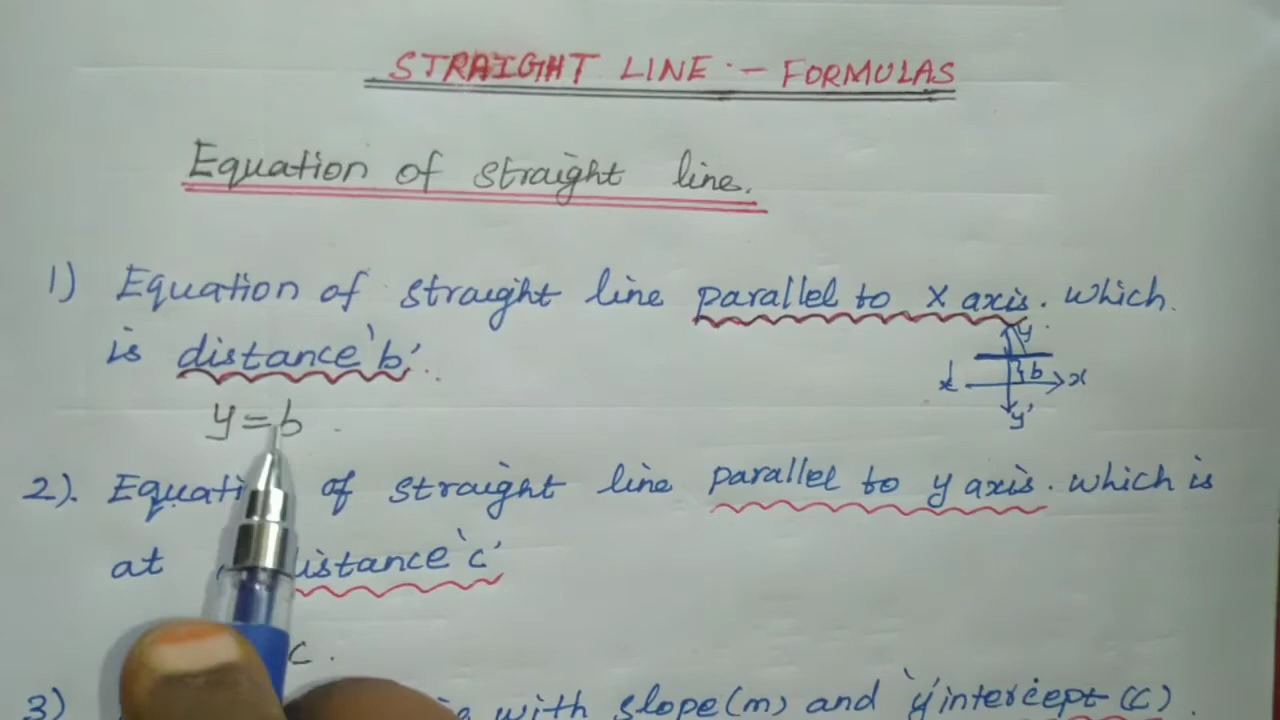 STRAIGHT LINE - FORMULAS
Equation of straight line.
1) Equation of straight line parallel to x axis. which
is distance 'b'.
y
b
x' x
y'
y = b
2). Equati of straight line parallel to y axis. which is
at distance 'c'
c.
3) with slope (m) and 'y' intercept (C).